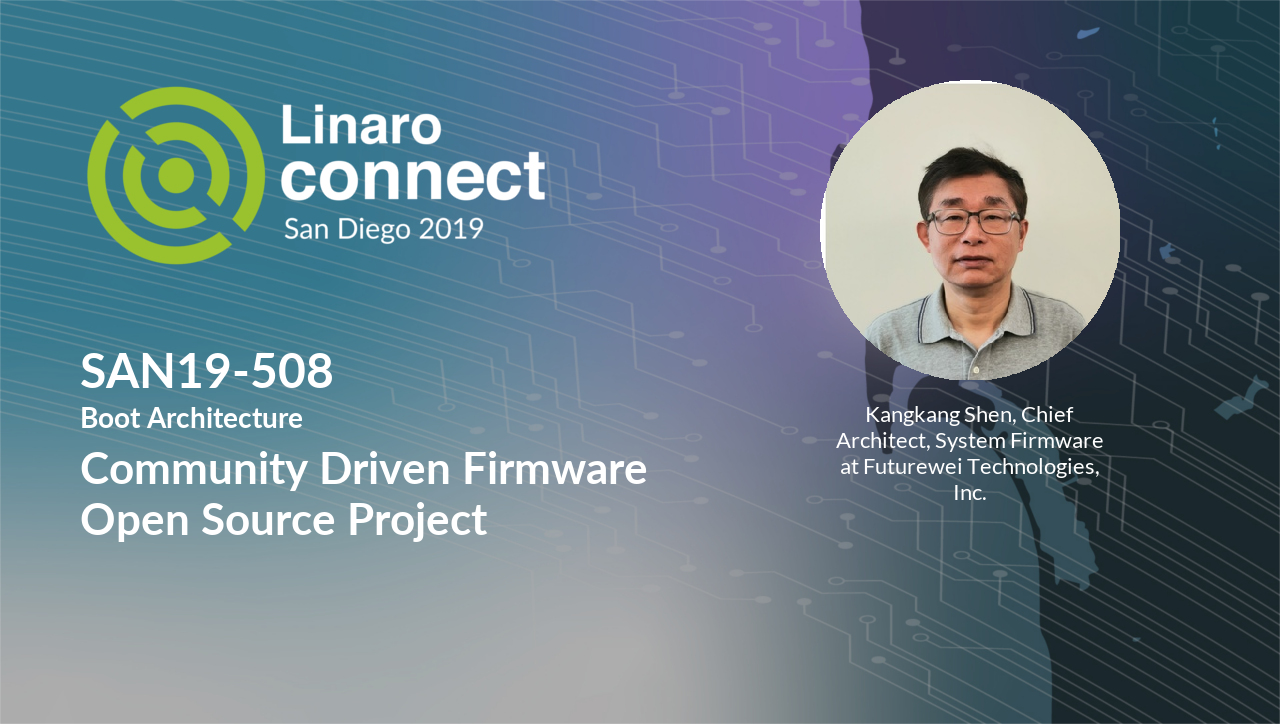 Linaro
connect
San Diego 2019
SAN19-508
Boot Architecture
Community Driven Firmware
Open Source Project
Kangkang Shen, Chief
Architect, System Firmware
at Futurewei Technologies,
Inc.